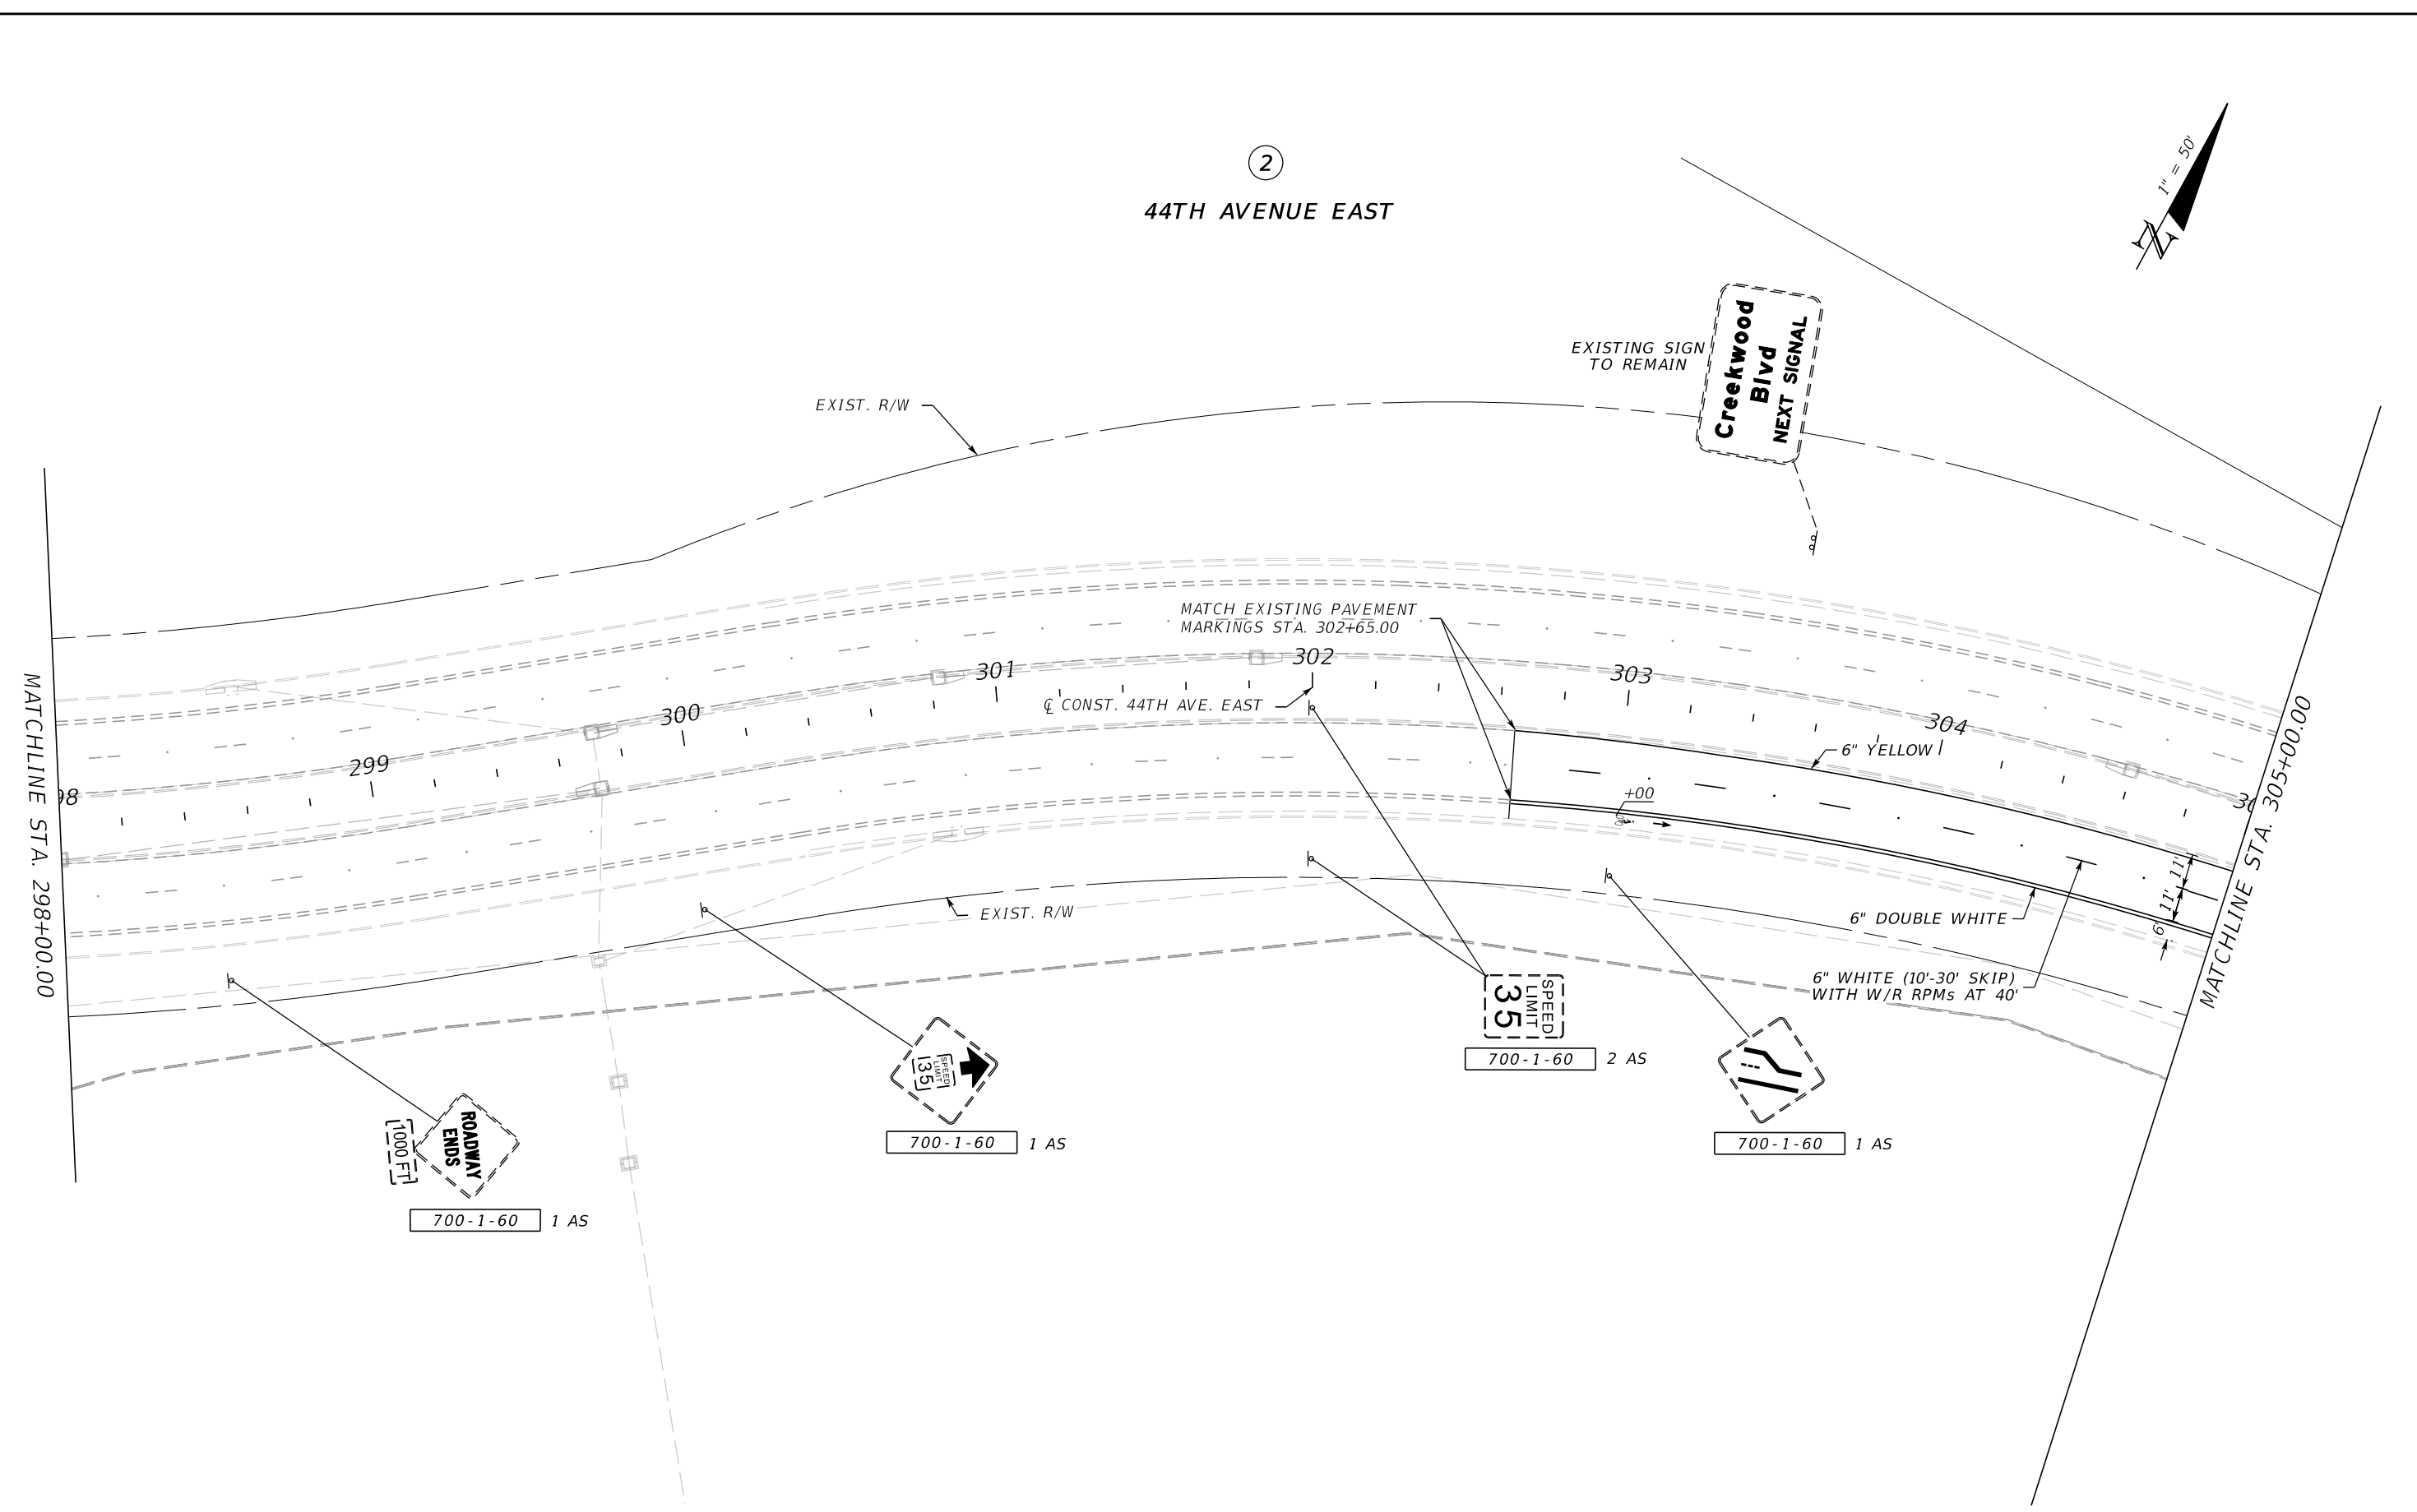 2
44TH AVENUE EAST
1" = 50'
N
EXISTING SIGN
TO REMAIN
Creekwood
Blvd
NEXT SIGNAL
EXIST. R/W
MATCH EXISTING PAVEMENT
MARKINGS STA. 302+65.00
℄ CONST. 44TH AVE. EAST
98
299
300
301
302
303
304
30
6" YELLOW
+00
11'
11'
6'
6" DOUBLE WHITE
6" WHITE (10'-30' SKIP)
WITH W/R RPMs AT 40'
EXIST. R/W
MATCHLINE STA. 298+00.00
MATCHLINE STA. 305+00.00
ROADWAY
ENDS
1000 FT
700-1-60 1 AS
SPEED
LIMIT
35
700-1-60 1 AS
SPEED
LIMIT
35
700-1-60 2 AS
700-1-60 1 AS